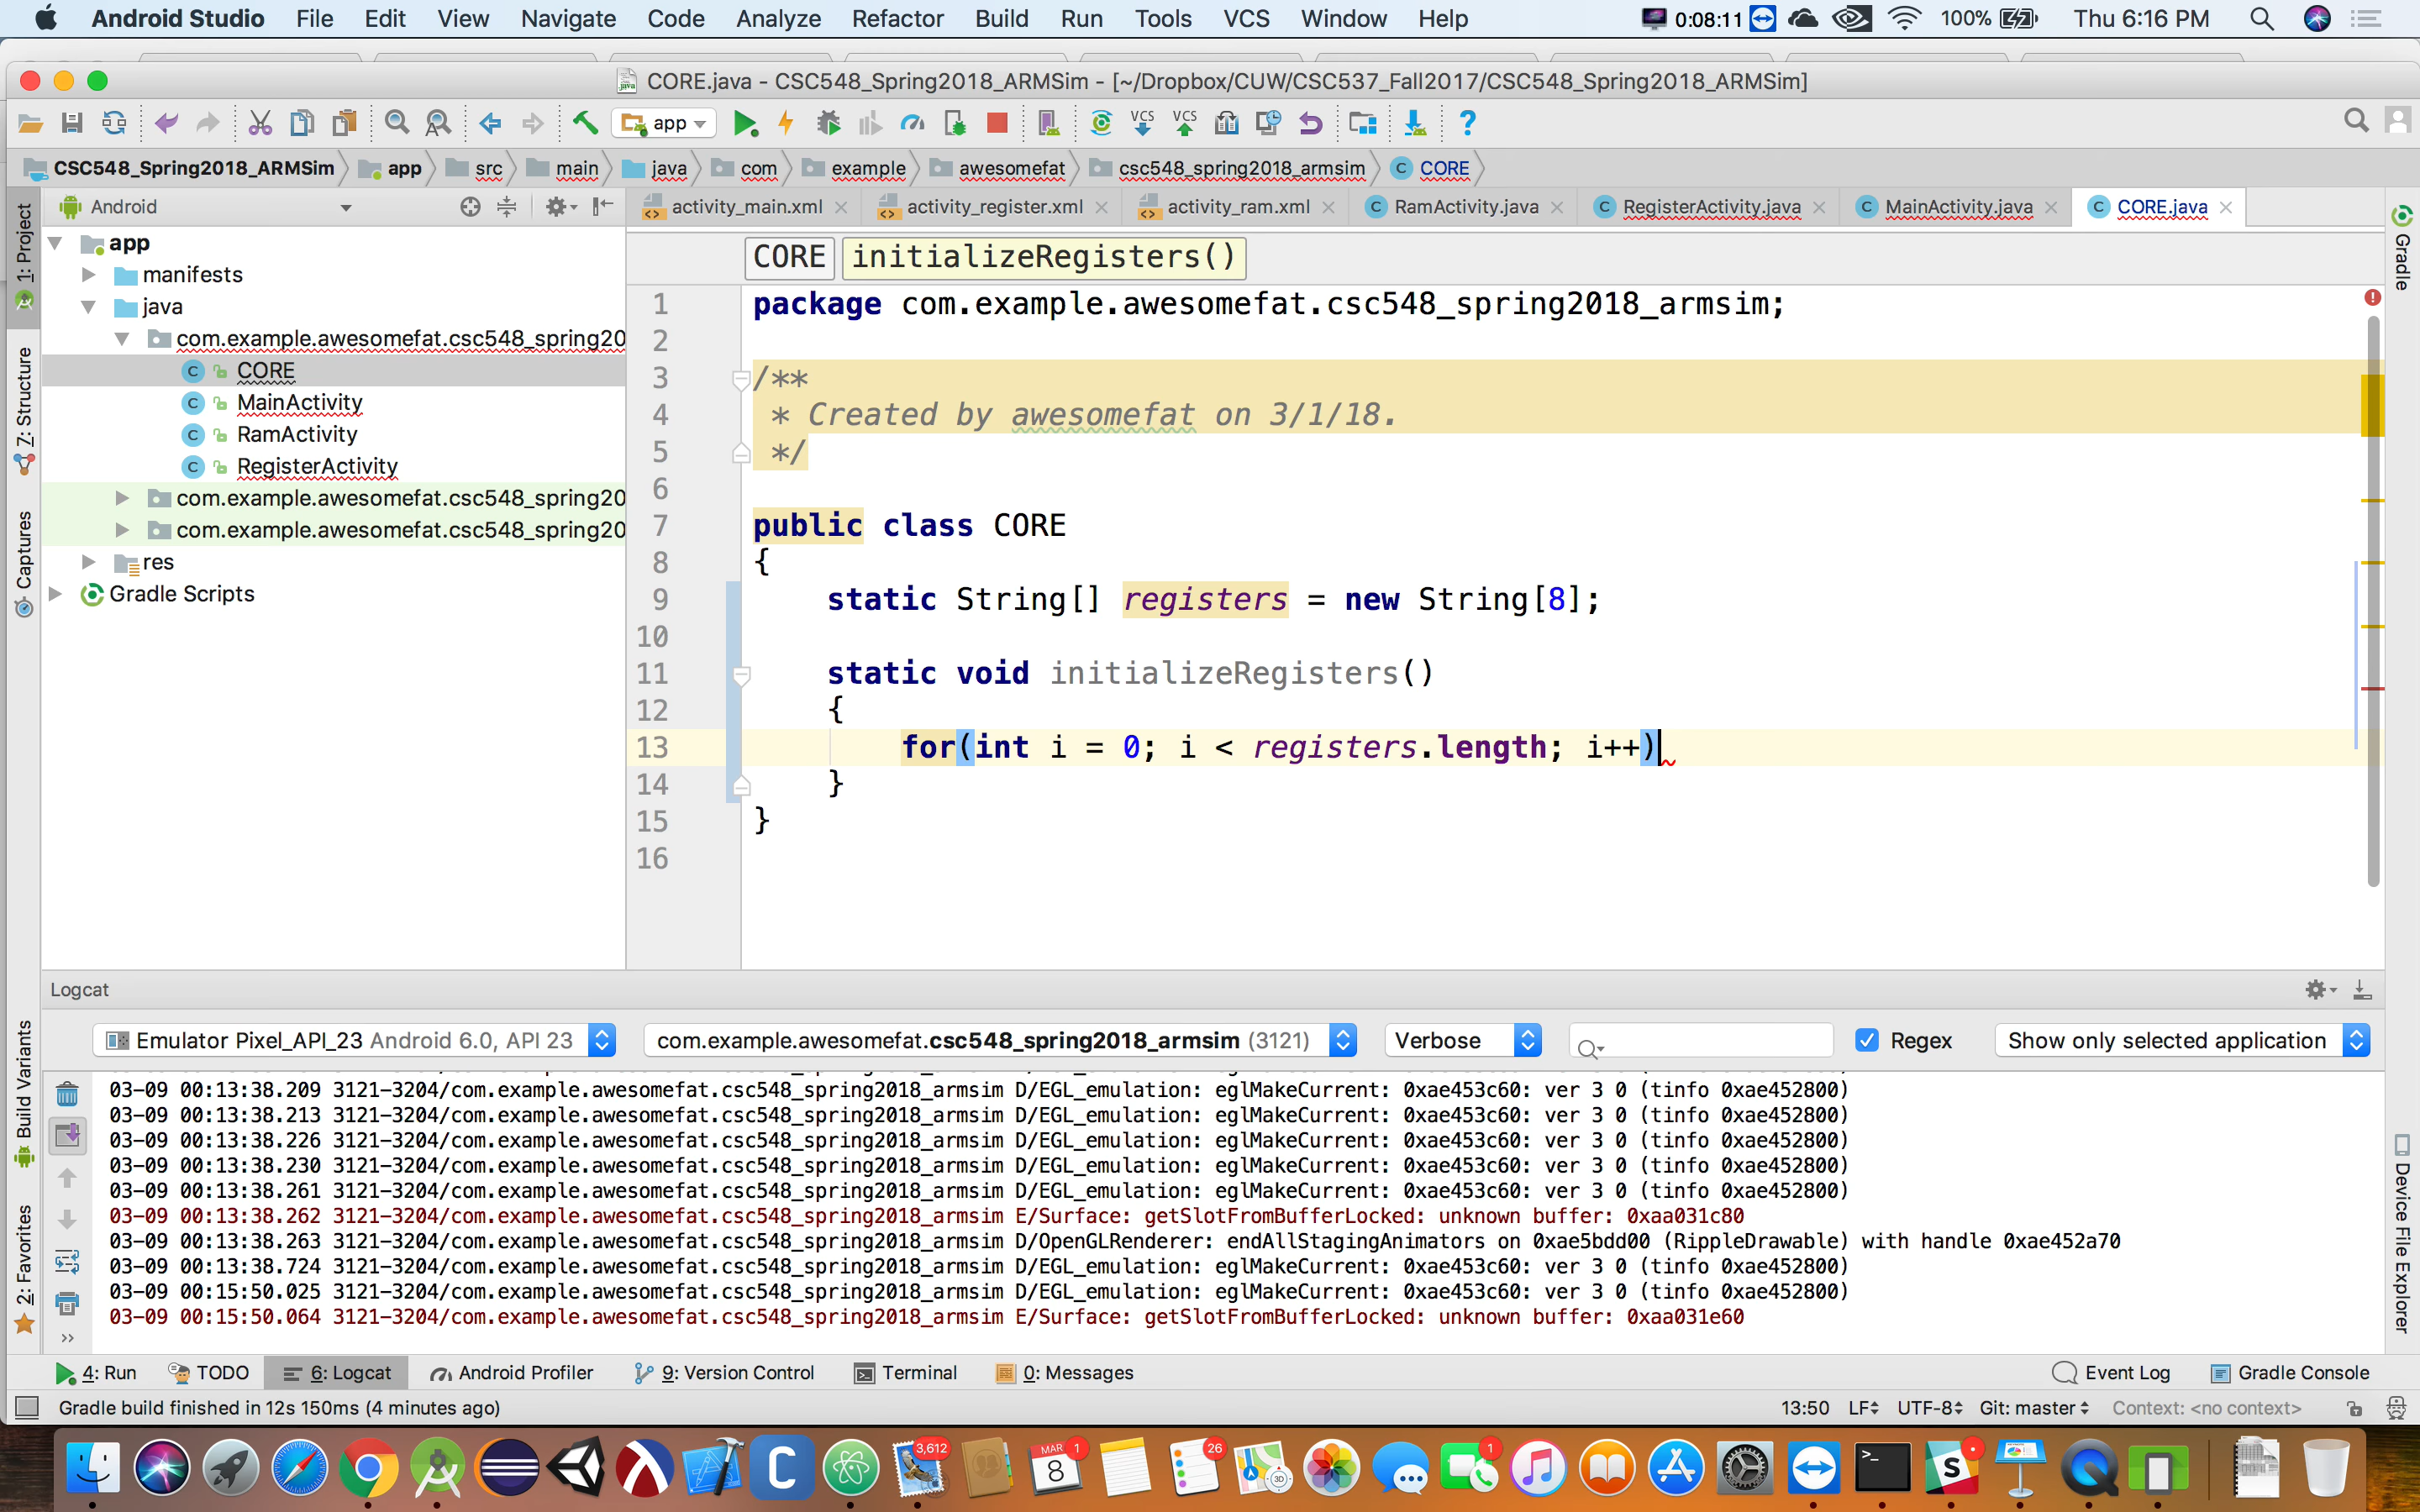 Android Studio File Edit View Navigate Code Analyze Refactor Build Run Tools VCS Window Help 0:08:11 100% Thu 6:16 PM
CORE.java - CSC548_Spring2018_ARMSim - [~/Dropbox/CUW/CSC537_Fall2017/CSC548_Spring2018_ARMSim]
app VCS VCS ?
CSC548_Spring2018_ARMSim app src main java com example awesomefat csc548_spring2018_armsim C CORE
Android
activity_main.xml activity_register.xml activity_ram.xml C RamActivity.java C RegisterActivity.java C MainActivity.java C CORE.java
1: Project
7: Structure
Captures
Build Variants
2: Favorites
app
manifests
java
com.example.awesomefat.csc548_spring20
C CORE
C MainActivity
C RamActivity
C RegisterActivity
com.example.awesomefat.csc548_spring20
com.example.awesomefat.csc548_spring20
res
Gradle Scripts
CORE initializeRegisters()
1 package com.example.awesomefat.csc548_spring2018_armsim;
2
3 /**
4 * Created by awesomefat on 3/1/18.
5 */
6
7 public class CORE
8 {
9 static String[] registers = new String[8];
10
11 static void initializeRegisters()
12 {
13 for(int i = 0; i < registers.length; i++)
14 }
15 }
16
Gradle
Device File Explorer
Logcat
Emulator Pixel_API_23 Android 6.0, API 23 com.example.awesomefat.csc548_spring2018_armsim (3121) Verbose Regex Show only selected application
03-09 00:13:38.209 3121-3204/com.example.awesomefat.csc548_spring2018_armsim D/EGL_emulation: eglMakeCurrent: 0xae453c60: ver 3 0 (tinfo 0xae452800)
03-09 00:13:38.213 3121-3204/com.example.awesomefat.csc548_spring2018_armsim D/EGL_emulation: eglMakeCurrent: 0xae453c60: ver 3 0 (tinfo 0xae452800)
03-09 00:13:38.226 3121-3204/com.example.awesomefat.csc548_spring2018_armsim D/EGL_emulation: eglMakeCurrent: 0xae453c60: ver 3 0 (tinfo 0xae452800)
03-09 00:13:38.230 3121-3204/com.example.awesomefat.csc548_spring2018_armsim D/EGL_emulation: eglMakeCurrent: 0xae453c60: ver 3 0 (tinfo 0xae452800)
03-09 00:13:38.261 3121-3204/com.example.awesomefat.csc548_spring2018_armsim D/EGL_emulation: eglMakeCurrent: 0xae453c60: ver 3 0 (tinfo 0xae452800)
03-09 00:13:38.262 3121-3204/com.example.awesomefat.csc548_spring2018_armsim E/Surface: getSlotFromBufferLocked: unknown buffer: 0xaa031c80
03-09 00:13:38.263 3121-3204/com.example.awesomefat.csc548_spring2018_armsim D/OpenGLRenderer: endAllStagingAnimators on 0xae5bdd00 (RippleDrawable) with handle 0xae452a70
03-09 00:13:38.724 3121-3204/com.example.awesomefat.csc548_spring2018_armsim D/EGL_emulation: eglMakeCurrent: 0xae453c60: ver 3 0 (tinfo 0xae452800)
03-09 00:15:50.025 3121-3204/com.example.awesomefat.csc548_spring2018_armsim D/EGL_emulation: eglMakeCurrent: 0xae453c60: ver 3 0 (tinfo 0xae452800)
03-09 00:15:50.064 3121-3204/com.example.awesomefat.csc548_spring2018_armsim E/Surface: getSlotFromBufferLocked: unknown buffer: 0xaa031e60
4: Run TODO 6: Logcat Android Profiler 9: Version Control Terminal 0: Messages Event Log Gradle Console
Gradle build finished in 12s 150ms (4 minutes ago) 13:50 LF UTF-8 Git: master Context: <no context>
C 3,612 MAR 8 1 26 3D 1 >_ S